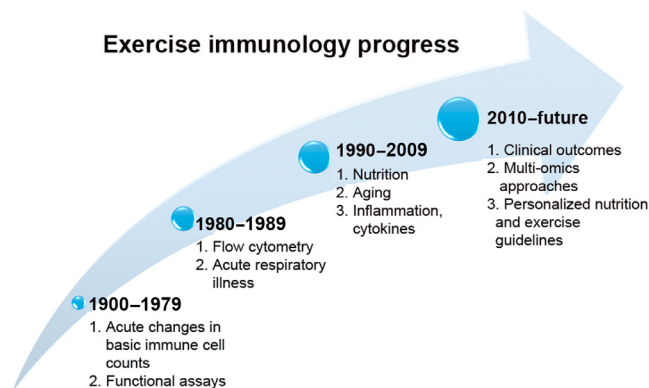 Exercise immunology progress
2010–future
1. Clinical outcomes
2. Multi-omics
approaches
3. Personalized nutrition
and exercise
guidelines
1990–2009
1. Nutrition
2. Aging
3. Inflammation,
cytokines
1980–1989
1. Flow cytometry
2. Acute respiratory
illness
1900–1979
1. Acute changes in
basic immune cell
counts
2. Functional assays